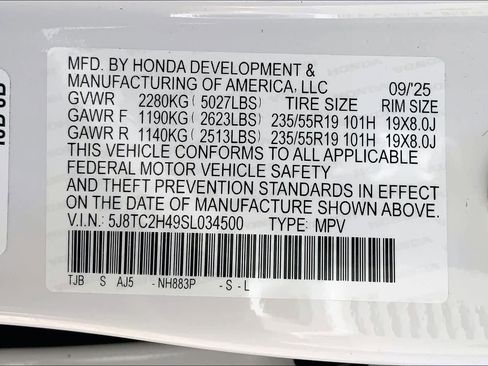 MFD. BY HONDA DEVELOPMENT &
MANUFACTURING OF AMERICA, LLC 09/'25
GVWR 2280KG (5027LBS) TIRE SIZE RIM SIZE
GAWR F 1190KG (2623LBS) 235/55R19 101H 19X8.0J
GAWR R 1140KG (2513LBS) 235/55R19 101H 19X8.0J
THIS VEHICLE CONFORMS TO ALL APPLICABLE
FEDERAL MOTOR VEHICLE SAFETY
AND THEFT PREVENTION STANDARDS IN EFFECT
ON THE DATE OF MANUFACTURE SHOWN ABOVE.
V.I.N.: 5J8TC2H49SL034500 TYPE: MPV
TJB S AJ5 - NH883P - S - L